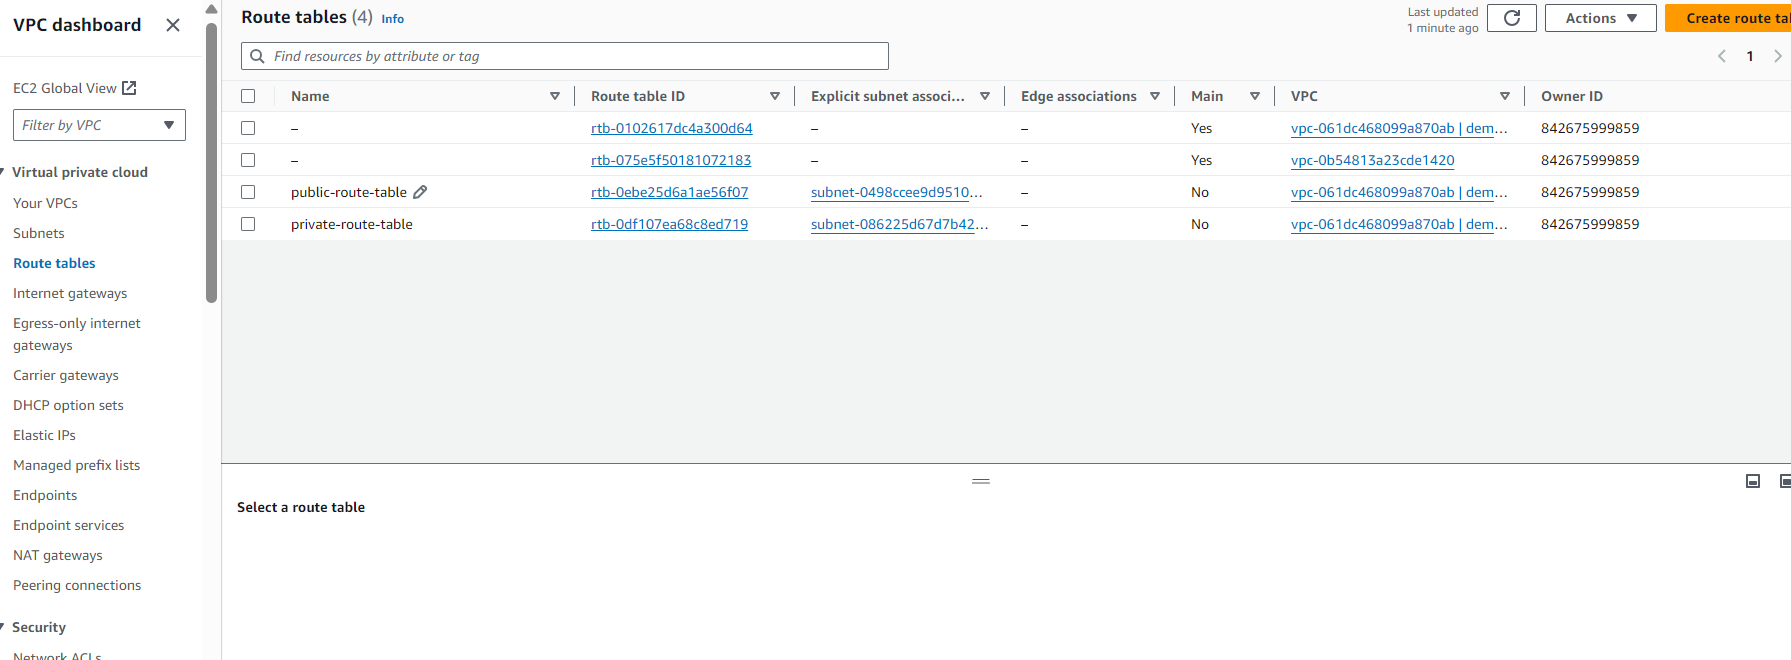 VPC dashboard
EC2 Global View
Filter by VPC
Virtual private cloud
Your VPCs
Subnets
Route tables
Internet gateways
Egress-only internet
gateways
Carrier gateways
DHCP option sets
Elastic IPs
Managed prefix lists
Endpoints
Endpoint services
NAT gateways
Peering connections
Security
Network ACLs
Route tables (4) Info
Last updated
1 minute ago
Actions
Create route tal
Find resources by attribute or tag
1
Name Route table ID Explicit subnet associ... Edge associations Main VPC Owner ID
– rtb-0102617dc4a300d64 – – Yes vpc-061dc468099a870ab | dem... 842675999859
– rtb-075e5f50181072183 – – Yes vpc-0b54813a23cde1420 842675999859
public-route-table rtb-0ebe25d6a1ae56f07 subnet-0498ccee9d9510... – No vpc-061dc468099a870ab | dem... 842675999859
private-route-table rtb-0df107ea68c8ed719 subnet-086225d67d7b42... – No vpc-061dc468099a870ab | dem... 842675999859
Select a route table